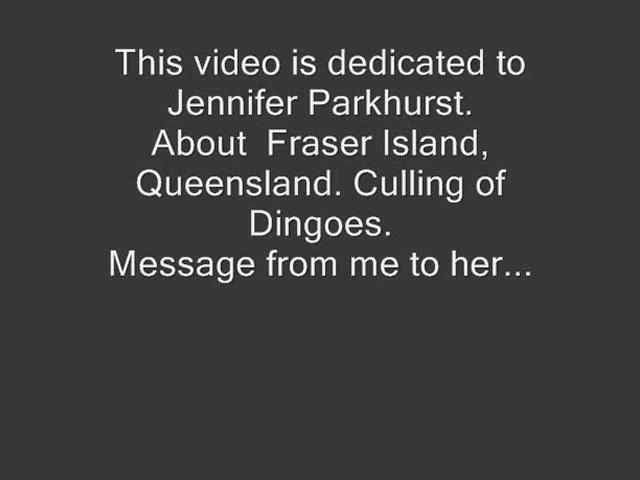 This video is dedicated to
Jennifer Parkhurst.
About  Fraser Island,
Queensland. Culling of
Dingoes.
Message from me to her...